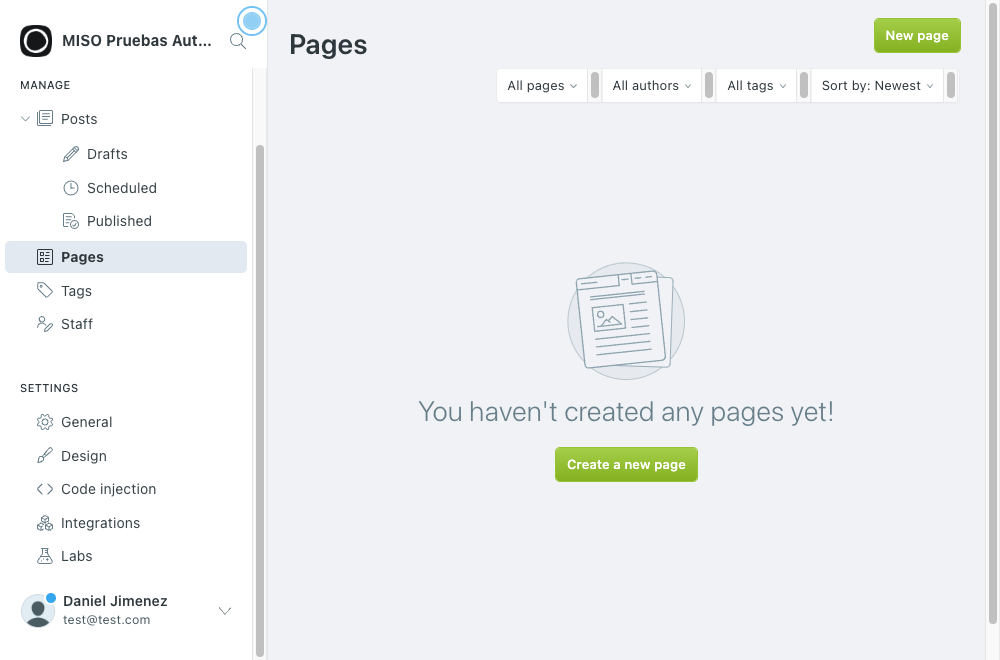 MISO Pruebas Aut...
MANAGE
Posts
Drafts
Scheduled
Published
Pages
Tags
Staff
SETTINGS
General
Design
Code injection
Integrations
Labs
Daniel Jimenez
test@test.com
Pages
New page
All pages
All authors
All tags
Sort by: Newest
You haven't created any pages yet!
Create a new page